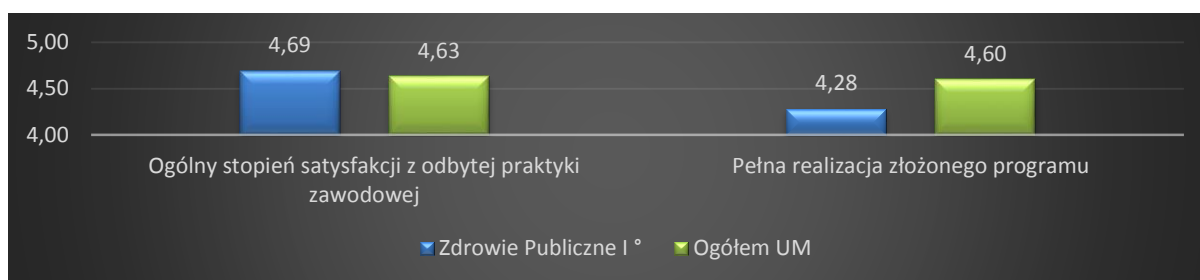 5,00
4,50
4,00
4,69
4,63
4,28
4,60
Ogólny stopień satysfakcji z odbytej praktyki
zawodowej
Pełna realizacja złożonego programu
Zdrowie Publiczne I °
Ogółem UM